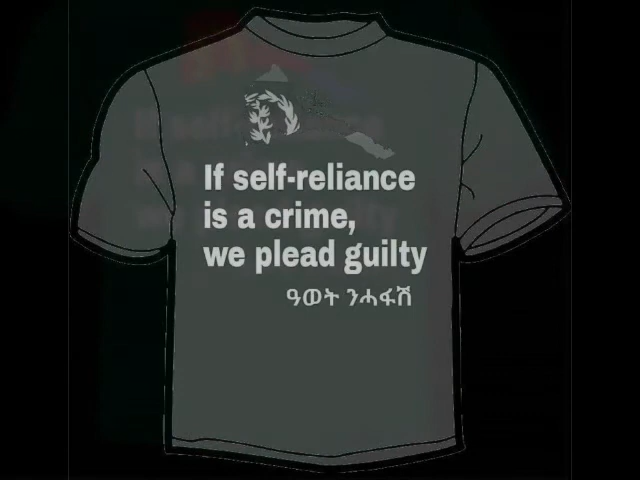 If self-reliance
is a crime,
we plead guilty
ዓወት ንሓፋሽ